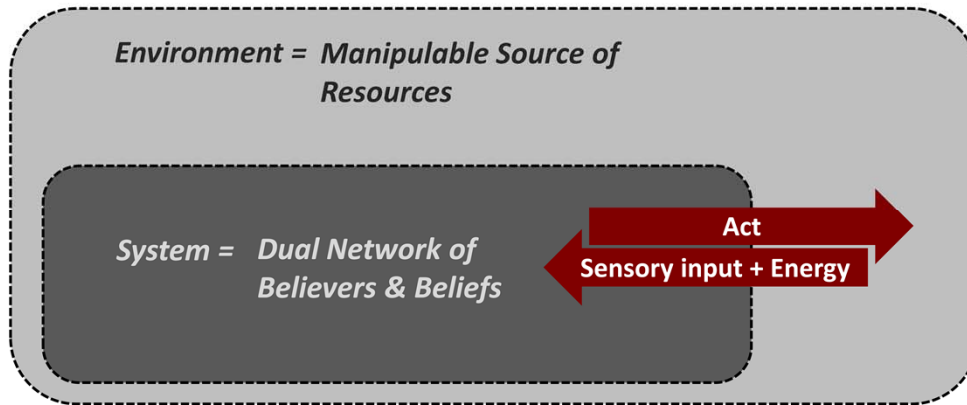 Environment = Manipulable Source of
Resources
Act
System = Dual Network of
Believers & Beliefs
Sensory input + Energy